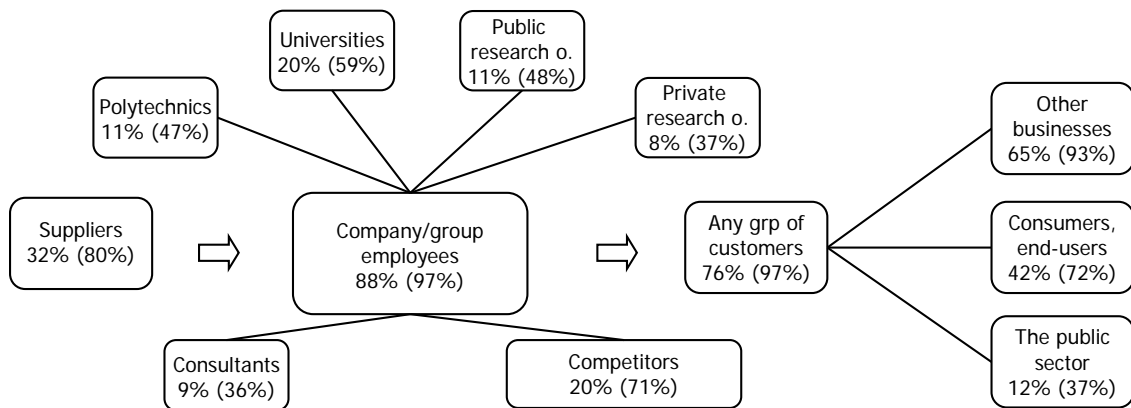 Universities
20% (59%)
Public
research o.
11% (48%)
Polytechnics
11% (47%)
Private
research o.
8% (37%)
Other
businesses
65% (93%)
Suppliers
32% (80%)
Company/group
employees
88% (97%)
Any grp of
customers
76% (97%)
Consumers,
end-users
42% (72%)
Consultants
9% (36%)
Competitors
20% (71%)
The public
sector
12% (37%)